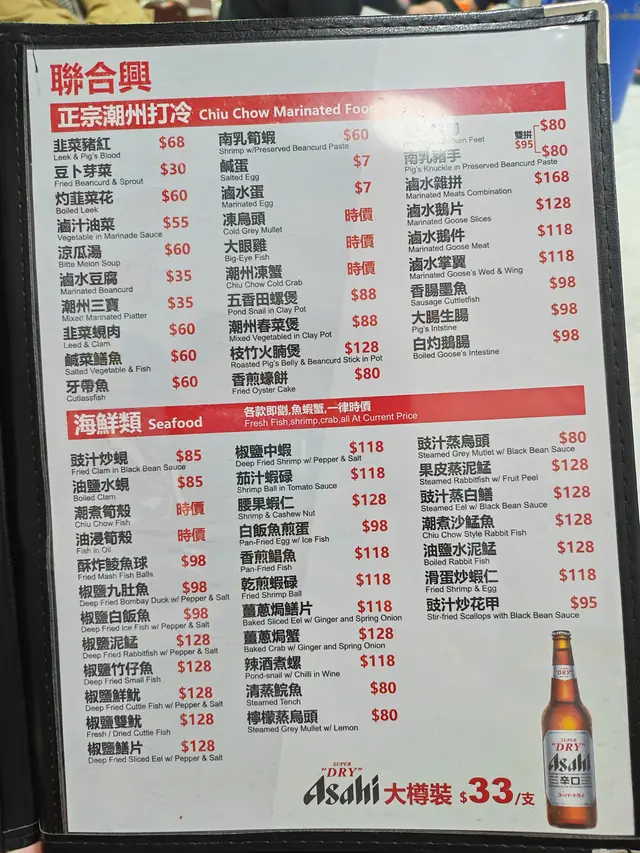 聯合興
正宗潮州打冷 Chiu Chow Marinated Food
韭菜豬紅 $68
Leek & Pig's Blood
豆卜芽菜 $30
Fried Beancurd & Sprout
灼韭菜花 $60
Boiled Leek
滷汁油菜 $55
Vegetable in Marinade Sauce
涼瓜湯 $60
Bitte Melon Soup
滷水豆腐 $35
Marinated Beancurd
潮州三寶 $35
Mixed Marinated Platter
韭菜蜆肉 $60
Leed & Clam
鹹菜鱔魚 $60
Salted Vegetable & Fish
牙帶魚 $60
Cutlassfish
南乳荀蝦 $60
Shrimp w/Preserved Beancurd Paste
鹹蛋 $7
Salted Egg
滷水蛋 $7
Marinated Egg
凍烏頭 時價
Cold Grey Mullet
大眼雞 時價
Big-Eye Fish
潮州凍蟹 時價
Chiu Chow Cold Crab
五香田螺煲 $88
Pond Snail in Clay Pot
潮州春菜煲 $88
Mixed Vegetabled in Clay Pot
枝竹火腩煲 $128
Roasted Pig's Belly & Beancurd Stick in Pot
香煎蠔餅 $80
Fried Oyster Cake
$80
Feet
雙拼 $95
南乳豬手 $80
Pig's Knuckle in Preserved Beancurd Paste
滷水雜拼 $168
Marinated Meats Combination
滷水鵝片 $128
Marinated Goose Slices
滷水鵝件 $118
Marinated Goose Meat
滷水掌翼 $118
Marinated Goose's Wed & Wing
香腸墨魚 $98
Sausage Cuttletfish
大腸生腸 $98
Pig's Intstine
白灼鵝腸 $98
Boiled Goose's Intestine
海鮮類 Seafood
各款即劏,魚蝦蟹,一律時價
Fresh Fish,shrimp,crab,all At Current Price
豉汁炒蜆 $85
Fried Clam in Black Bean Sauce
油鹽水蜆 $85
Boiled Clam
潮煮荀殼 時價
Chiu Chow Fish
油浸荀殼 時價
Fish in Oil
酥炸鯪魚球 $98
Fried Mash Fish Balls
椒鹽九肚魚 $98
Deep Fried Bombay Duck w/ Pepper & Salt
椒鹽白飯魚 $98
Deep Fried Ice Fish w/ Pepper & Salt
椒鹽泥鯭 $128
Deep Fried Rabbitfish w/ Pepper & Salt
椒鹽竹仔魚 $128
Deep Fried Small Fish
椒鹽鮮魷 $128
Deep Fried Cuttle Fish w/ Pepper & Salt
椒鹽雙魷 $128
Fresh / Dried Cuttle Fish
椒鹽鱔片 $128
Deep Fried Sliced Eel w/ Pepper & Salt
椒鹽中蝦 $118
Deep Fried Shrimp w/ Pepper & Salt
茄汁蝦碌 $118
Shrimp Ball in Tomato Sauce
腰果蝦仁 $128
Shrimp & Cashew Nut
白飯魚煎蛋 $98
Pan-Fried Egg w/ Ice Fish
香煎鯧魚 $118
Pan-Fried Fish
乾煎蝦碌 $118
Fried Shrimp Ball
薑蔥焗鱔片 $118
Baked Sliced Eel w/ Ginger and Spring Onion
薑蔥焗蟹 $128
Baked Crab w/ Ginger and Spring Onion
辣酒煮螺 $118
Pond-snail w/ Chilli in Wine
清蒸鯇魚 $80
Steamed Tench
檸檬蒸烏頭 $80
Steamed Grey Mullet w/ Lemon
豉汁蒸烏頭 $80
Steamed Grey Mutlet w/ Black Bean Sauce
果皮蒸泥鯭 $128
Steamed Rabbitfish w/ Fruit Peel
豉汁蒸白鱔 $128
Steamed Eel w/ Black Bean Sauce
潮煮沙鯭魚 $128
Chiu Chow Style Rabbit Fish
油鹽水泥鯭 $128
Boiled Rabbit Fish
滑蛋炒蝦仁 $118
Fried Shrimp & Egg
豉汁炒花甲 $95
Stir-fried Scallops with Black Bean Sauce
SUPER
"DRY"
Asahi 大樽裝 $33/支
SUPER
"DRY"
Asahi
辛口